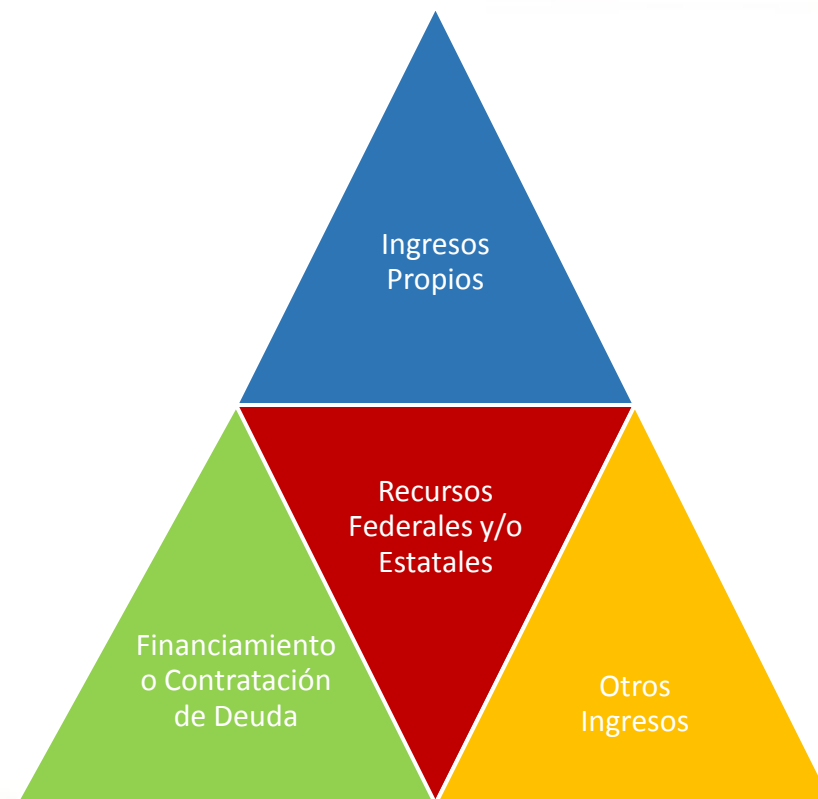 Ingresos
Propios
Recursos
Federales y/o
Estatales
Financiamiento
o Contratación
de Deuda
Otros
Ingresos